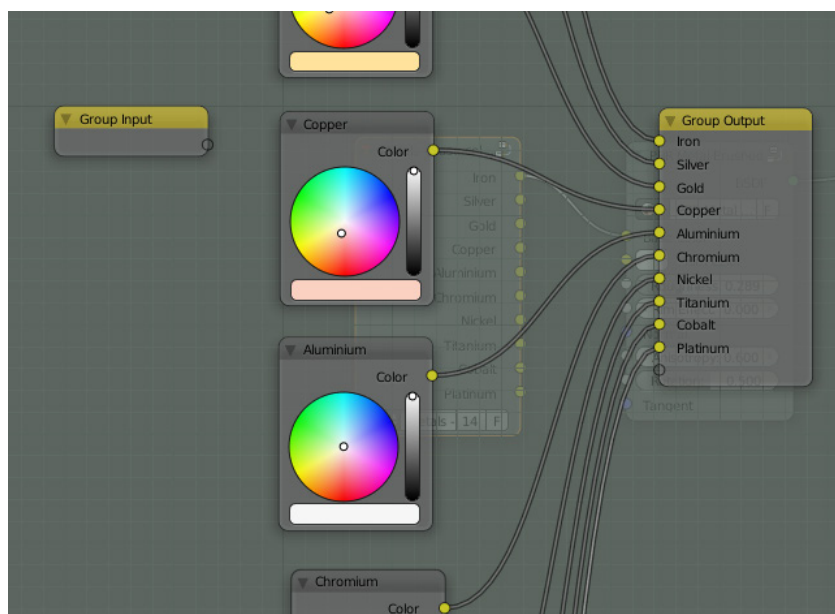 Group Input
Copper
Color
Aluminium
Color
Chromium
Color
Group Output
Iron
Silver
Gold
Copper
Aluminium
Chromium
Nickel
Titanium
Cobalt
Platinum
Iron
Silver
Gold
Copper
Aluminium
Chromium
Nickel
Titanium
Platinum
14
F
Tangent